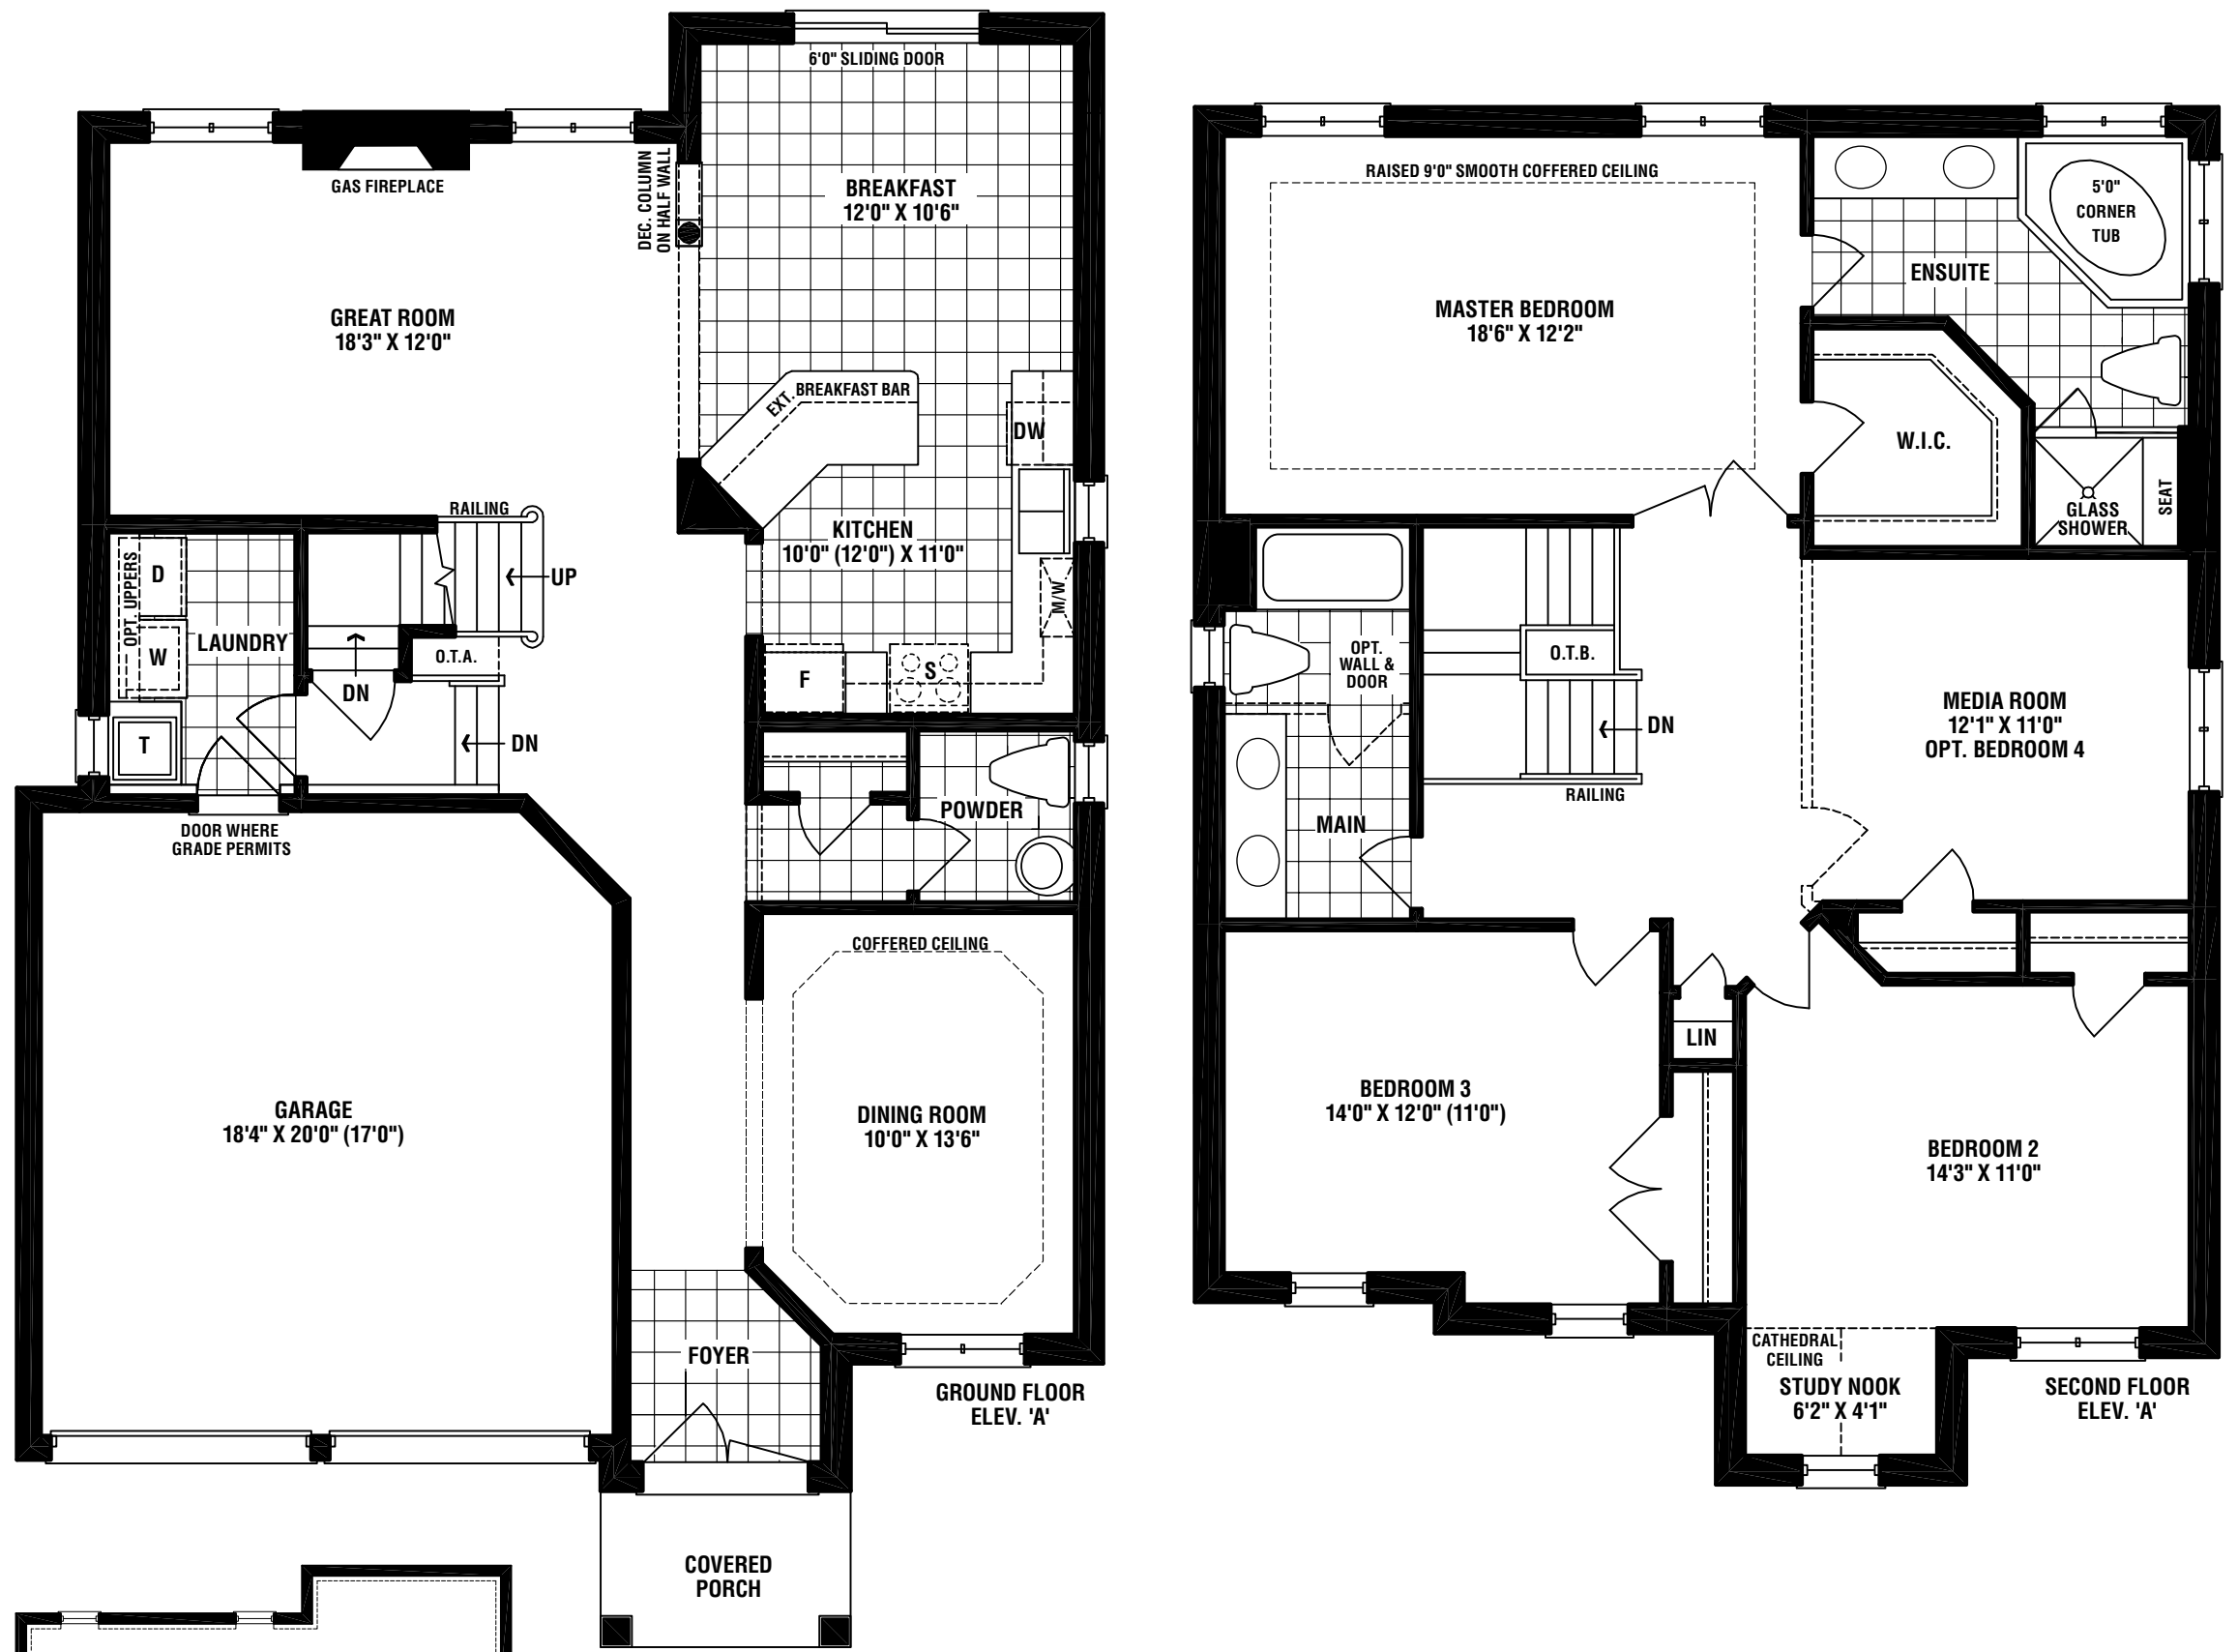 6'0" SLIDING DOOR
GAS FIREPLACE
DEC. COLUMN
ON HALF WALL
BREAKFAST
12'0" X 10'6"
GREAT ROOM
18'3" X 12'0"
EXT. BREAKFAST BAR
DW
RAILING
KITCHEN
10'0" (12'0") X 11'0"
UP
OPT. UPPERS
D
W
LAUNDRY
M/W
O.T.A.
DN
F
S
T
DN
DOOR WHERE
GRADE PERMITS
POWDER
COFFERED CEILING
GARAGE
18'4" X 20'0" (17'0")
DINING ROOM
10'0" X 13'6"
FOYER
GROUND FLOOR
ELEV. 'A'
COVERED
PORCH
RAISED 9'0" SMOOTH COFFERED CEILING
5'0"
CORNER
TUB
ENSUITE
MASTER BEDROOM
18'6" X 12'2"
W.I.C.
GLASS
SHOWER
SEAT
OPT.
WALL &
DOOR
O.T.B.
DN
RAILING
MAIN
MEDIA ROOM
12'1" X 11'0"
OPT. BEDROOM 4
LIN
BEDROOM 3
14'0" X 12'0" (11'0")
BEDROOM 2
14'3" X 11'0"
CATHEDRAL
CEILING
STUDY NOOK
6'2" X 4'1"
SECOND FLOOR
ELEV. 'A'